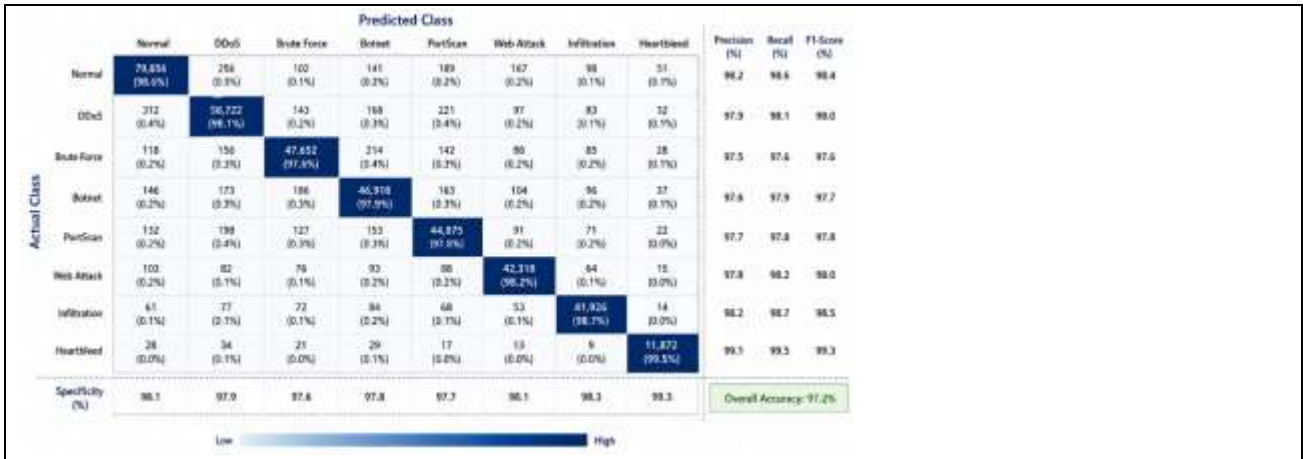 Predicted Class
Normal DDoS Brute Force Botnet PortScan Web Attack Infiltration Heartbleed Precision (%) Recall (%) F1-Score (%)
Actual Class
Normal 79,856 256 102 141 189 167 98 51 98.2 98.6 98.4
(98.6%) (0.3%) (0.1%) (0.2%) (0.2%) (0.2%) (0.1%) (0.1%)
DDoS 312 56,722 143 168 221 97 83 32 97.9 98.1 98.0
(0.4%) (98.1%) (0.2%) (0.3%) (0.4%) (0.2%) (0.1%) (0.1%)
Brute Force 118 156 47,652 214 142 88 85 28 97.5 97.6 97.6
(0.2%) (0.3%) (97.6%) (0.4%) (0.3%) (0.2%) (0.2%) (0.1%)
Botnet 146 173 186 46,918 163 104 96 37 97.6 97.9 97.7
(0.2%) (0.3%) (0.3%) (97.9%) (0.3%) (0.2%) (0.2%) (0.1%)
PortScan 132 198 127 153 44,875 91 71 22 97.7 97.8 97.8
(0.2%) (0.4%) (0.3%) (0.3%) (97.8%) (0.2%) (0.2%) (0.0%)
Web Attack 103 82 76 93 88 42,318 64 15 97.8 98.2 98.0
(0.2%) (0.1%) (0.1%) (0.2%) (0.2%) (98.2%) (0.1%) (0.0%)
Infiltration 61 77 72 84 68 53 41,926 14 98.2 98.7 98.5
(0.1%) (0.1%) (0.1%) (0.2%) (0.1%) (0.1%) (98.7%) (0.0%)
Heartbleed 28 34 21 29 17 13 9 11,872 99.1 99.5 99.3
(0.0%) (0.1%) (0.0%) (0.1%) (0.0%) (0.0%) (0.0%) (99.5%)
Specificity (%) 98.1 97.9 97.6 97.8 97.7 98.1 98.3 99.3 Overall Accuracy: 97.2%
Low High